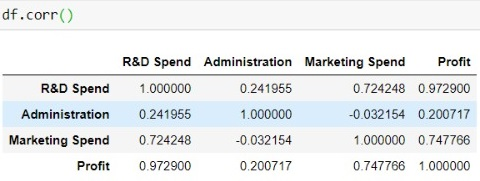 df.corr()
R&D Spend Administration Marketing Spend Profit
R&D Spend 1.000000 0.241955 0.724248 0.972900
Administration 0.241955 1.000000 -0.032154 0.200717
Marketing Spend 0.724248 -0.032154 1.000000 0.747766
Profit 0.972900 0.200717 0.747766 1.000000